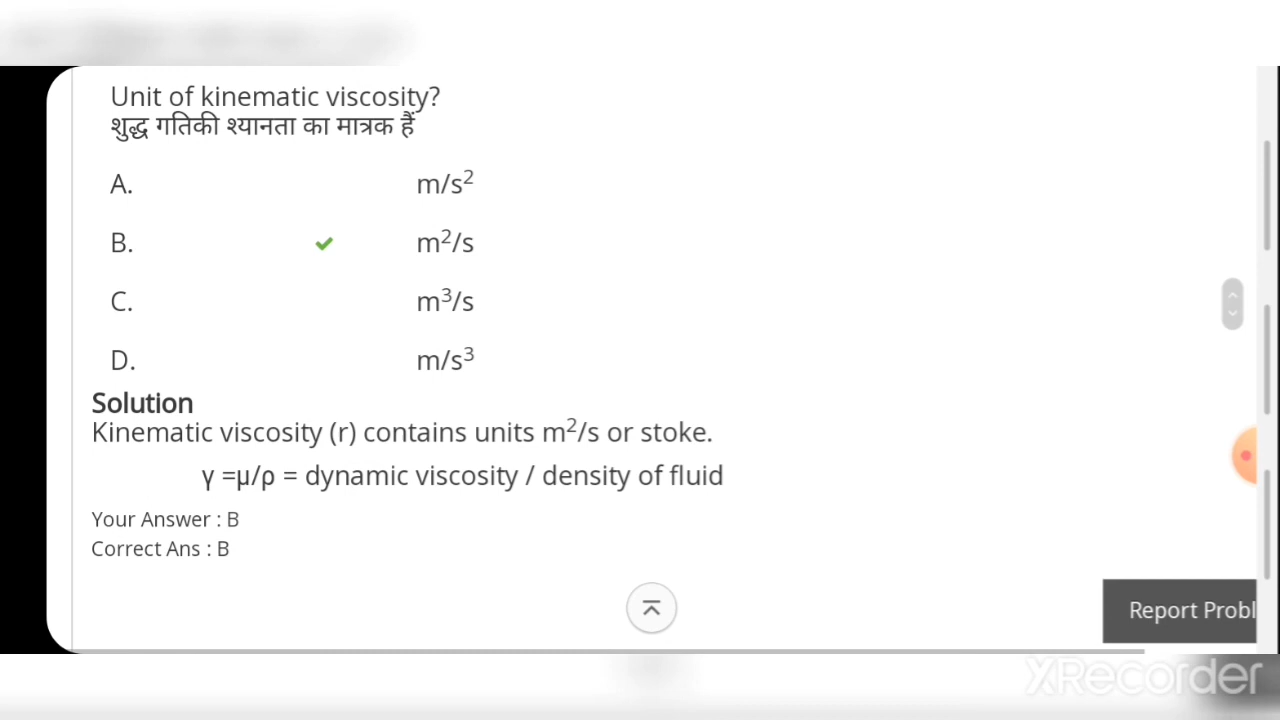 Unit of kinematic viscosity?
शुद्ध गतिकी श्यानता का मात्रक हैं
A. m/s²
B. ✔ m²/s
C. m³/s
D. m/s³
Solution
Kinematic viscosity (r) contains units m²/s or stoke.
γ =μ/ρ = dynamic viscosity / density of fluid
Your Answer : B
Correct Ans : B
Report Probl
XRecorder